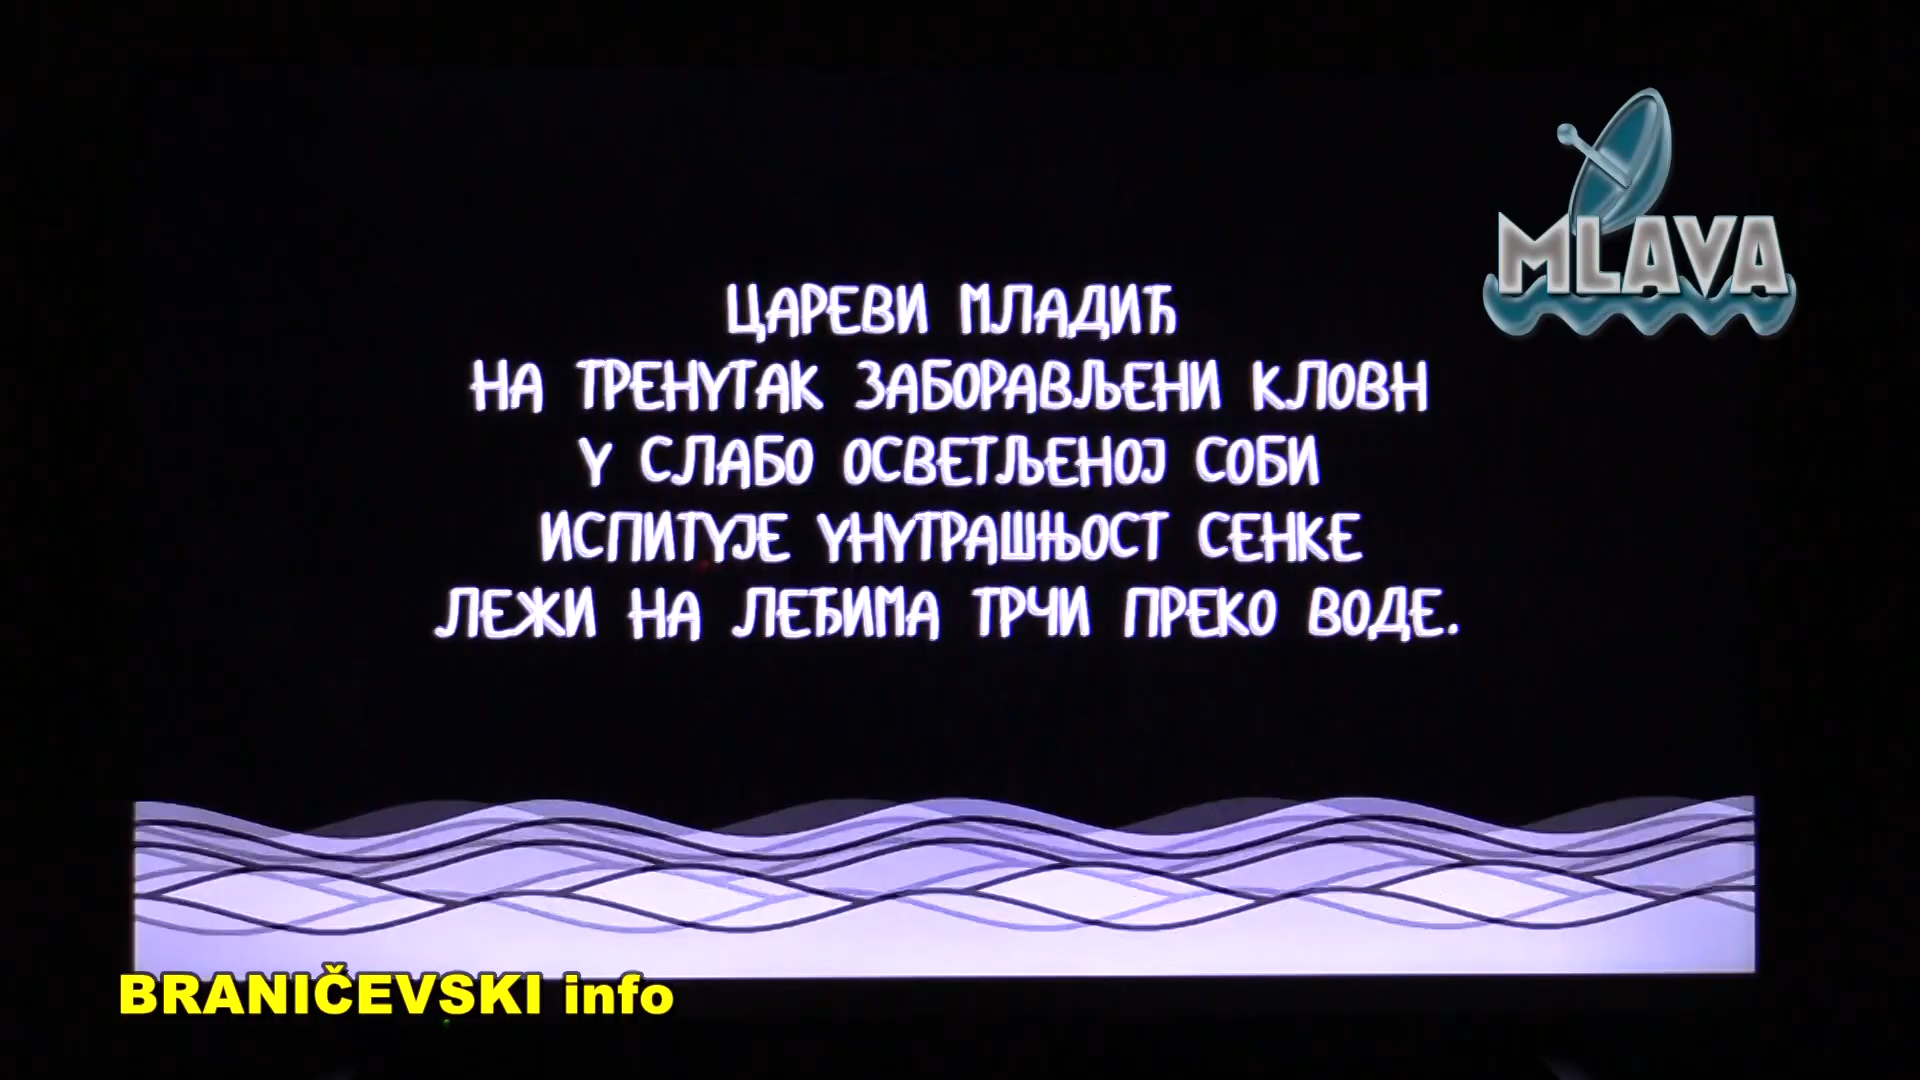 MLAVA
ЦАРЕВИ МЛАДИЋ
НА ТРЕНУТАК ЗАБОРАВЉЕНИ КЛОВН
У СЛАБО ОСВЕТЉЕНОЈ СОБИ
ИСПИТУЈЕ УНУТРАШЊОСТ СЕНКЕ
ЛЕЖИ НА ЛЕЂИМА ТРЧИ ПРЕКО ВОДЕ.
BRANIČEVSKI info